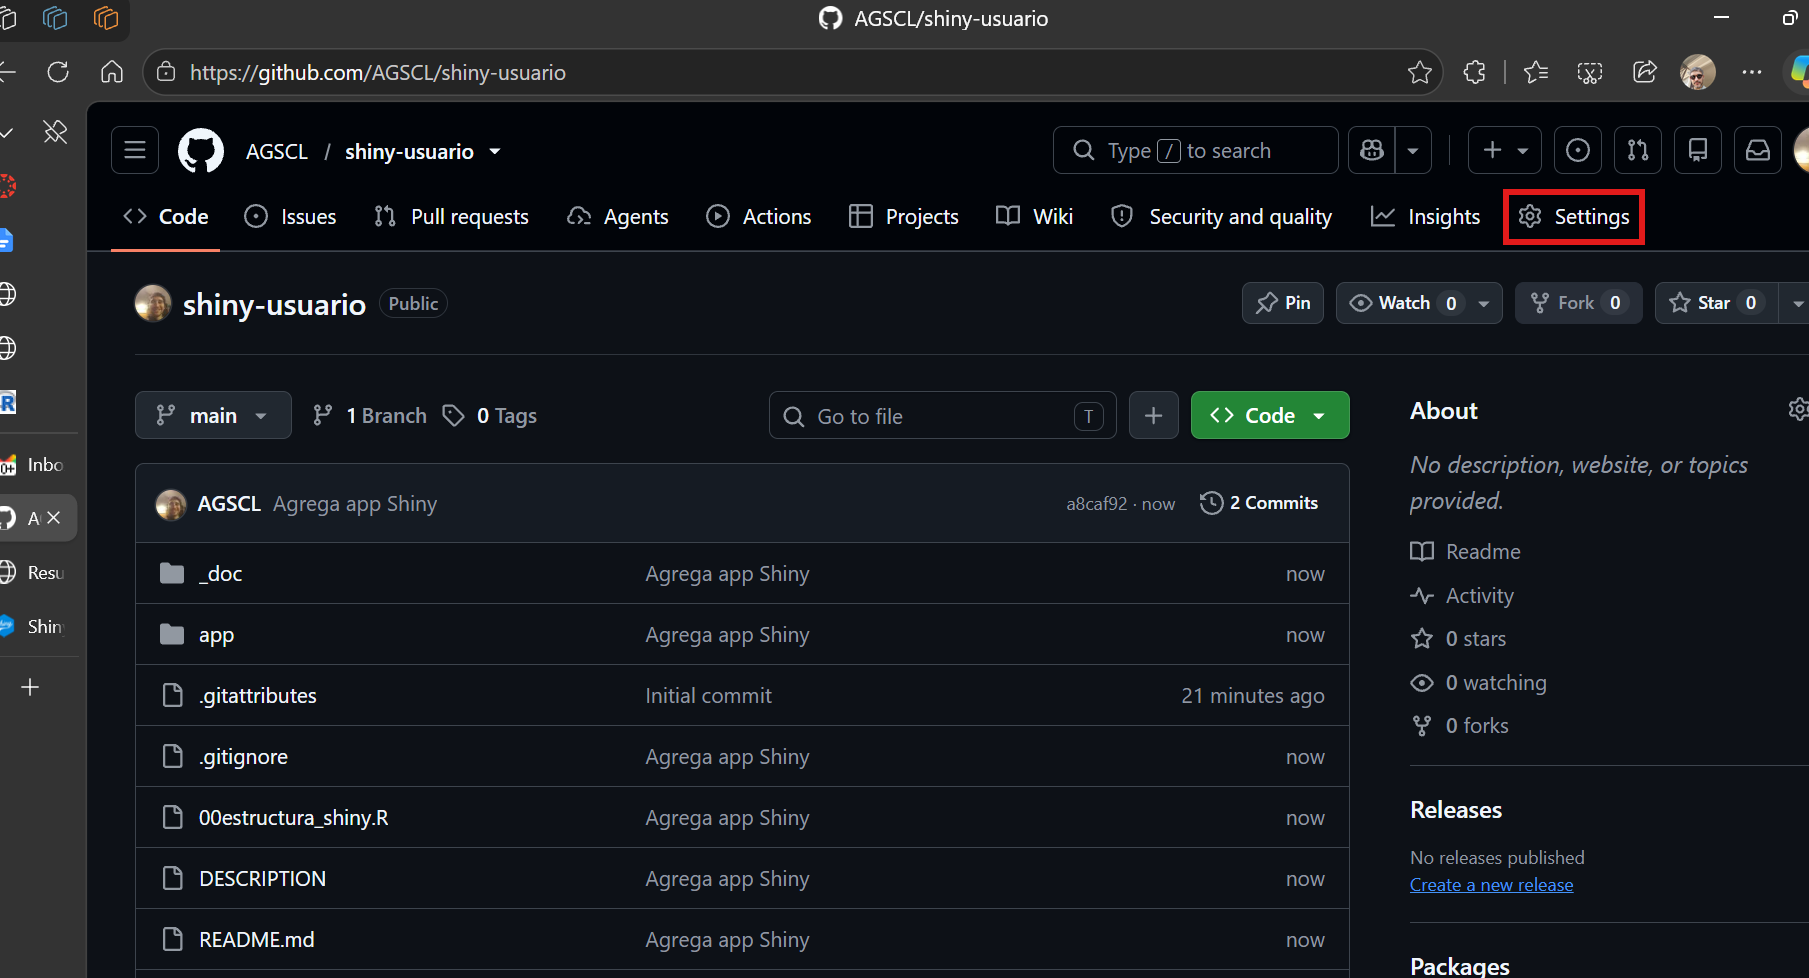 AGSCL/shiny-usuario
https://github.com/AGSCL/shiny-usuario
AGSCL / shiny-usuario
Type / to search
Code
Issues
Pull requests
Agents
Actions
Projects
Wiki
Security and quality
Insights
Settings
shiny-usuario
Public
Pin
Watch 0
Fork 0
Star 0
main
1 Branch
0 Tags
Go to file
T
Code
AGSCL Agrega app Shiny
a8caf92 · now
2 Commits
_doc
Agrega app Shiny
now
app
Agrega app Shiny
now
.gitattributes
Initial commit
21 minutes ago
.gitignore
Agrega app Shiny
now
00estructura_shiny.R
Agrega app Shiny
now
DESCRIPTION
Agrega app Shiny
now
README.md
Agrega app Shiny
now
About
No description, website, or topics
provided.
Readme
Activity
0 stars
0 watching
0 forks
Releases
No releases published
Create a new release
Packages
R
0+
Inbo
A
Resu
Shin